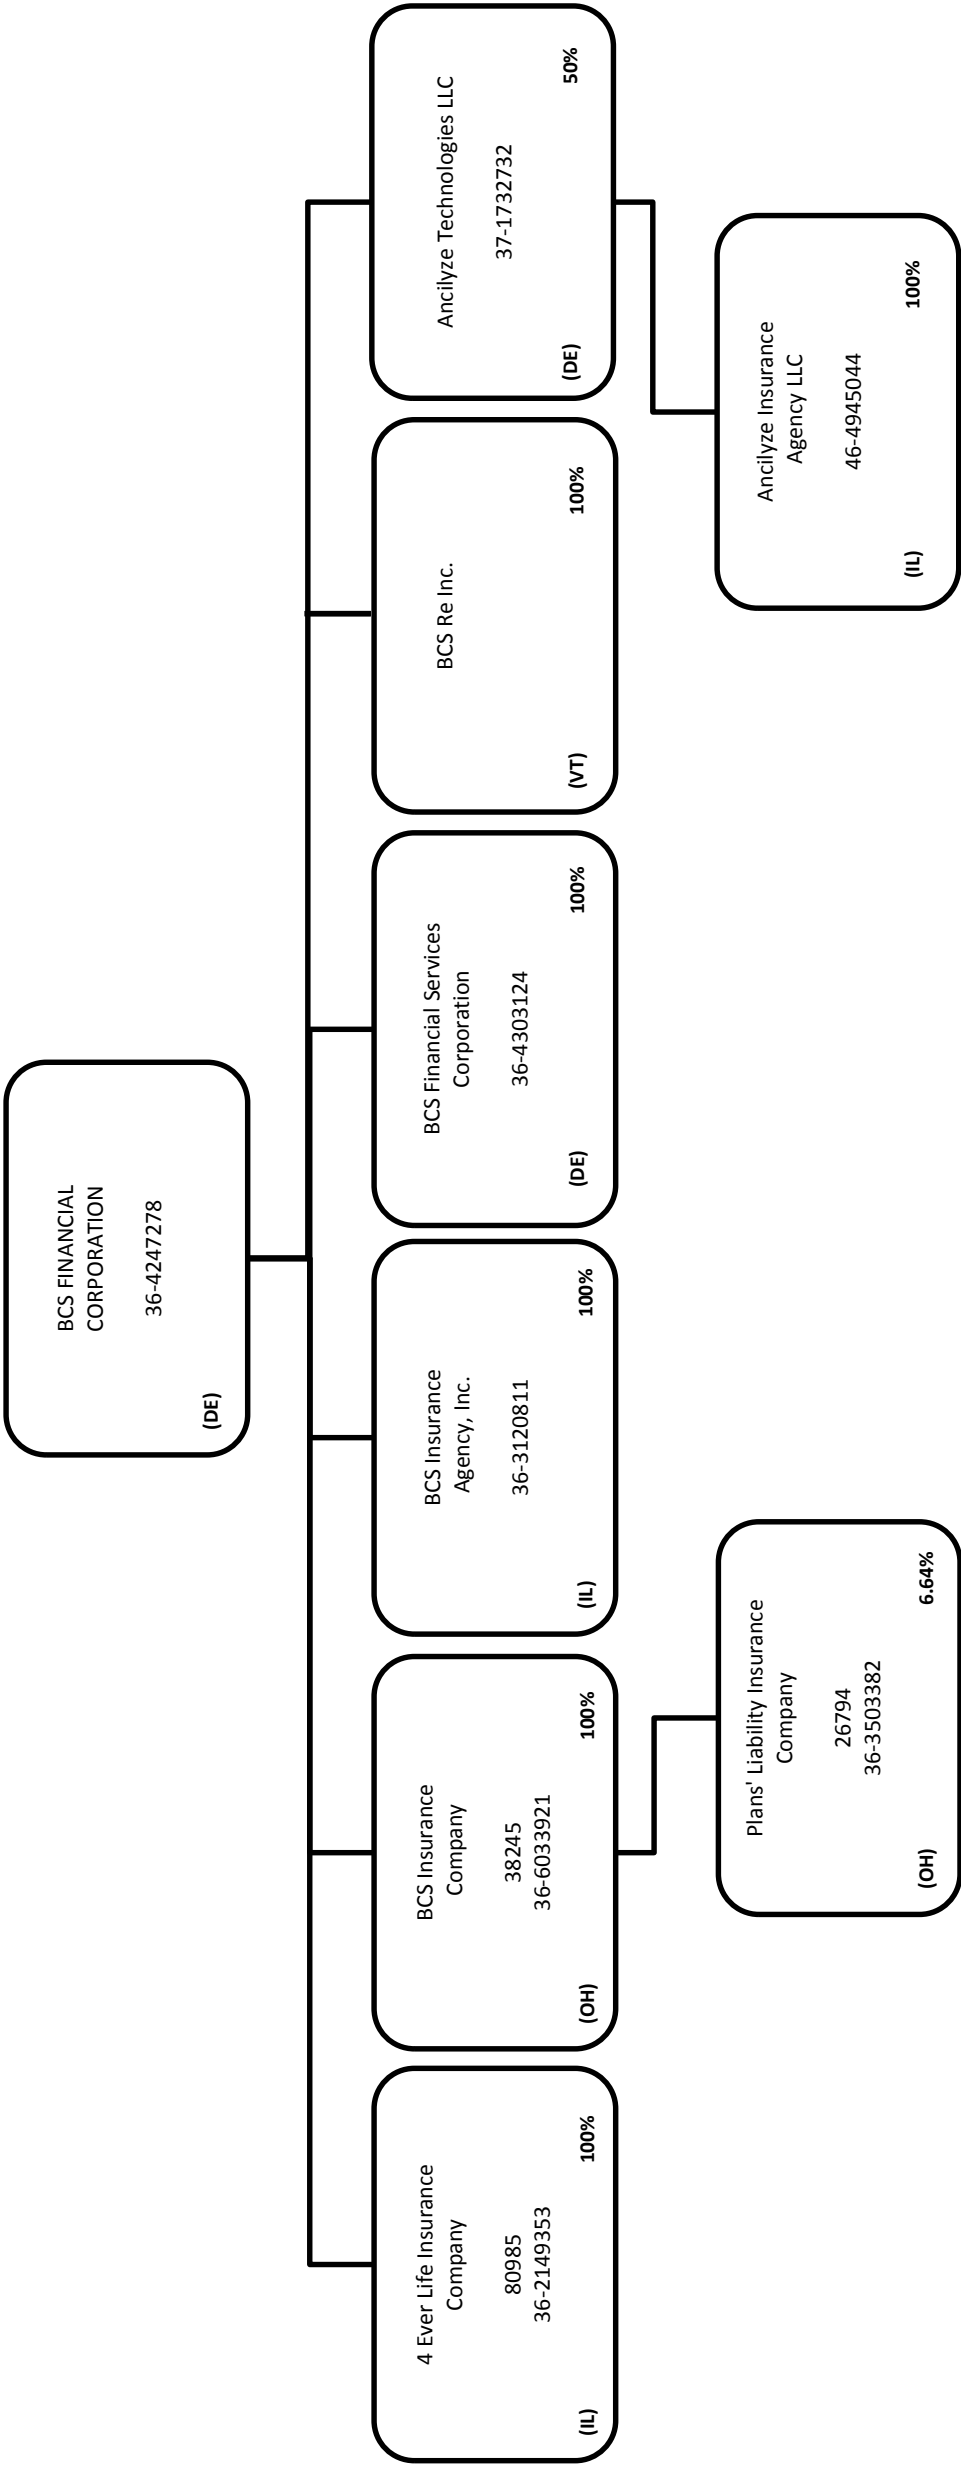 BCS FINANCIAL
CORPORATION
36-4247278
(DE)
4 Ever Life Insurance
Company
80985
36-2149353
(IL)
100%
BCS Insurance
Company
38245
36-6033921
(OH)
100%
BCS Insurance
Agency, Inc.
36-3120811
(IL)
100%
BCS Financial Services
Corporation
36-4303124
(DE)
100%
BCS Re Inc.
(VT)
100%
Ancilyze Technologies LLC
37-1732732
(DE)
50%
Plans' Liability Insurance
Company
26794
36-3503382
(OH)
6.64%
Ancilyze Insurance
Agency LLC
46-4945044
(IL)
100%